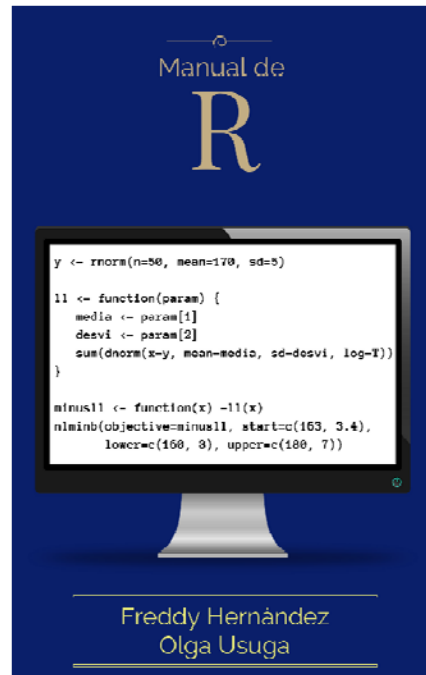 Manual de
R
y <- rnorm(n=50, mean=170, sd=5)
ll <- function(param) {
media <- param[1]
desvi <- param[2]
sum(dnorm(x=y, mean=media, sd=desvi, log=T))
}
minusll <- function(x) -ll(x)
nlminb(objective=minusll, start=c(163, 3.4),
lower=c(160, 3), upper=c(180, 7))
Freddy Hernández
Olga Usuga